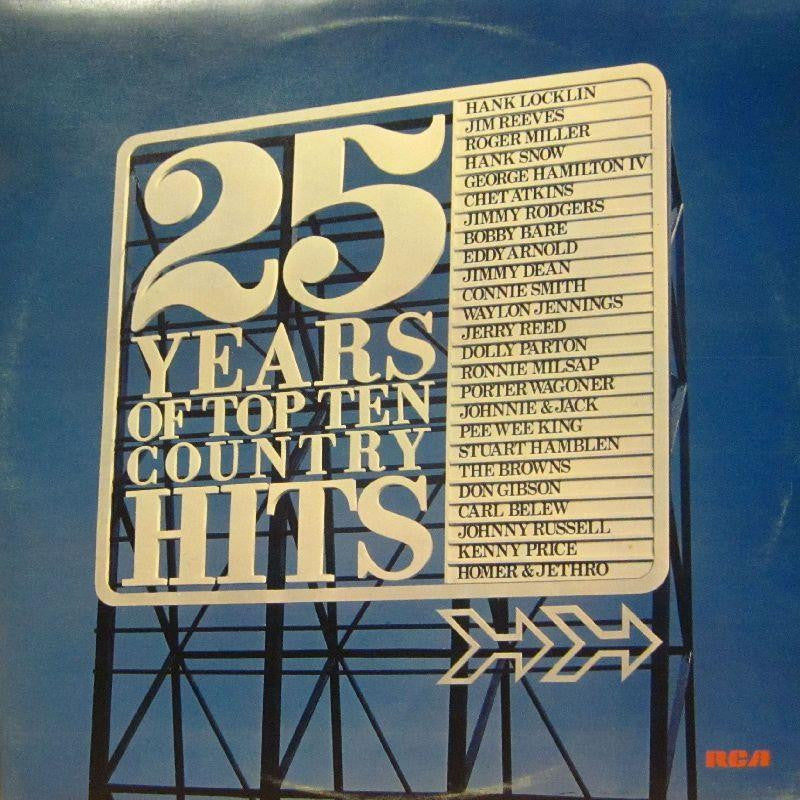 25
YEARS
OF TOP TEN
COUNTRY
HITS
HANK LOCKLIN
JIM REEVES
ROGER MILLER
HANK SNOW
GEORGE HAMILTON IV
CHET ATKINS
JIMMY RODGERS
BOBBY BARE
EDDY ARNOLD
JIMMY DEAN
CONNIE SMITH
WAYLON JENNINGS
JERRY REED
DOLLY PARTON
RONNIE MILSAP
PORTER WAGONER
JOHNNIE & JACK
PEE WEE KING
STUART HAMBLEN
THE BROWNS
DON GIBSON
CARL BELEW
JOHNNY RUSSELL
KENNY PRICE
HOMER & JETHRO
RCA